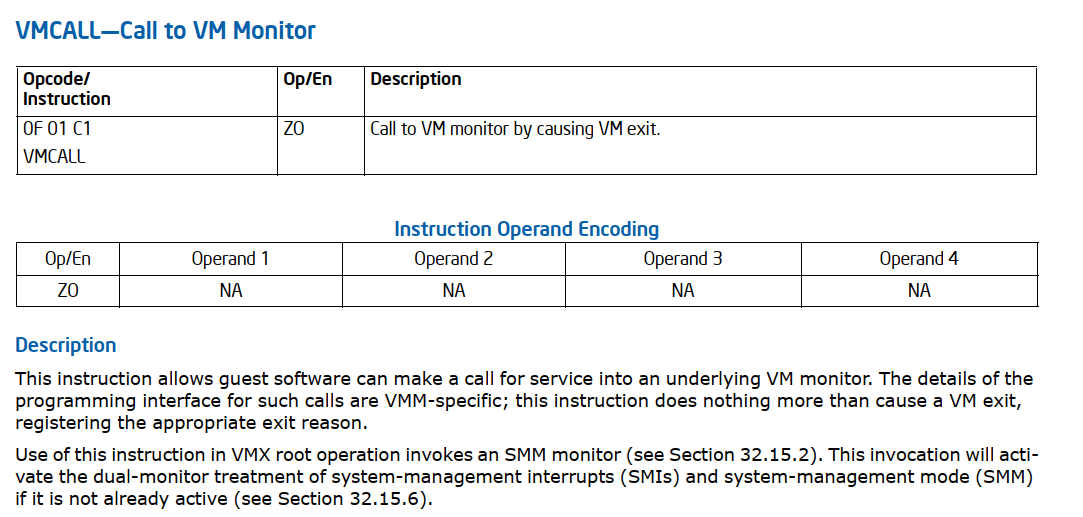 VMCALL—Call to VM Monitor
Opcode/ Op/En Description
Instruction
0F 01 C1 ZO Call to VM monitor by causing VM exit.
VMCALL
Instruction Operand Encoding
Op/En Operand 1 Operand 2 Operand 3 Operand 4
ZO NA NA NA NA
Description
This instruction allows guest software can make a call for service into an underlying VM monitor. The details of the
programming interface for such calls are VMM-specific; this instruction does nothing more than cause a VM exit,
registering the appropriate exit reason.
Use of this instruction in VMX root operation invokes an SMM monitor (see Section 32.15.2). This invocation will acti-
vate the dual-monitor treatment of system-management interrupts (SMIs) and system-management mode (SMM)
if it is not already active (see Section 32.15.6).